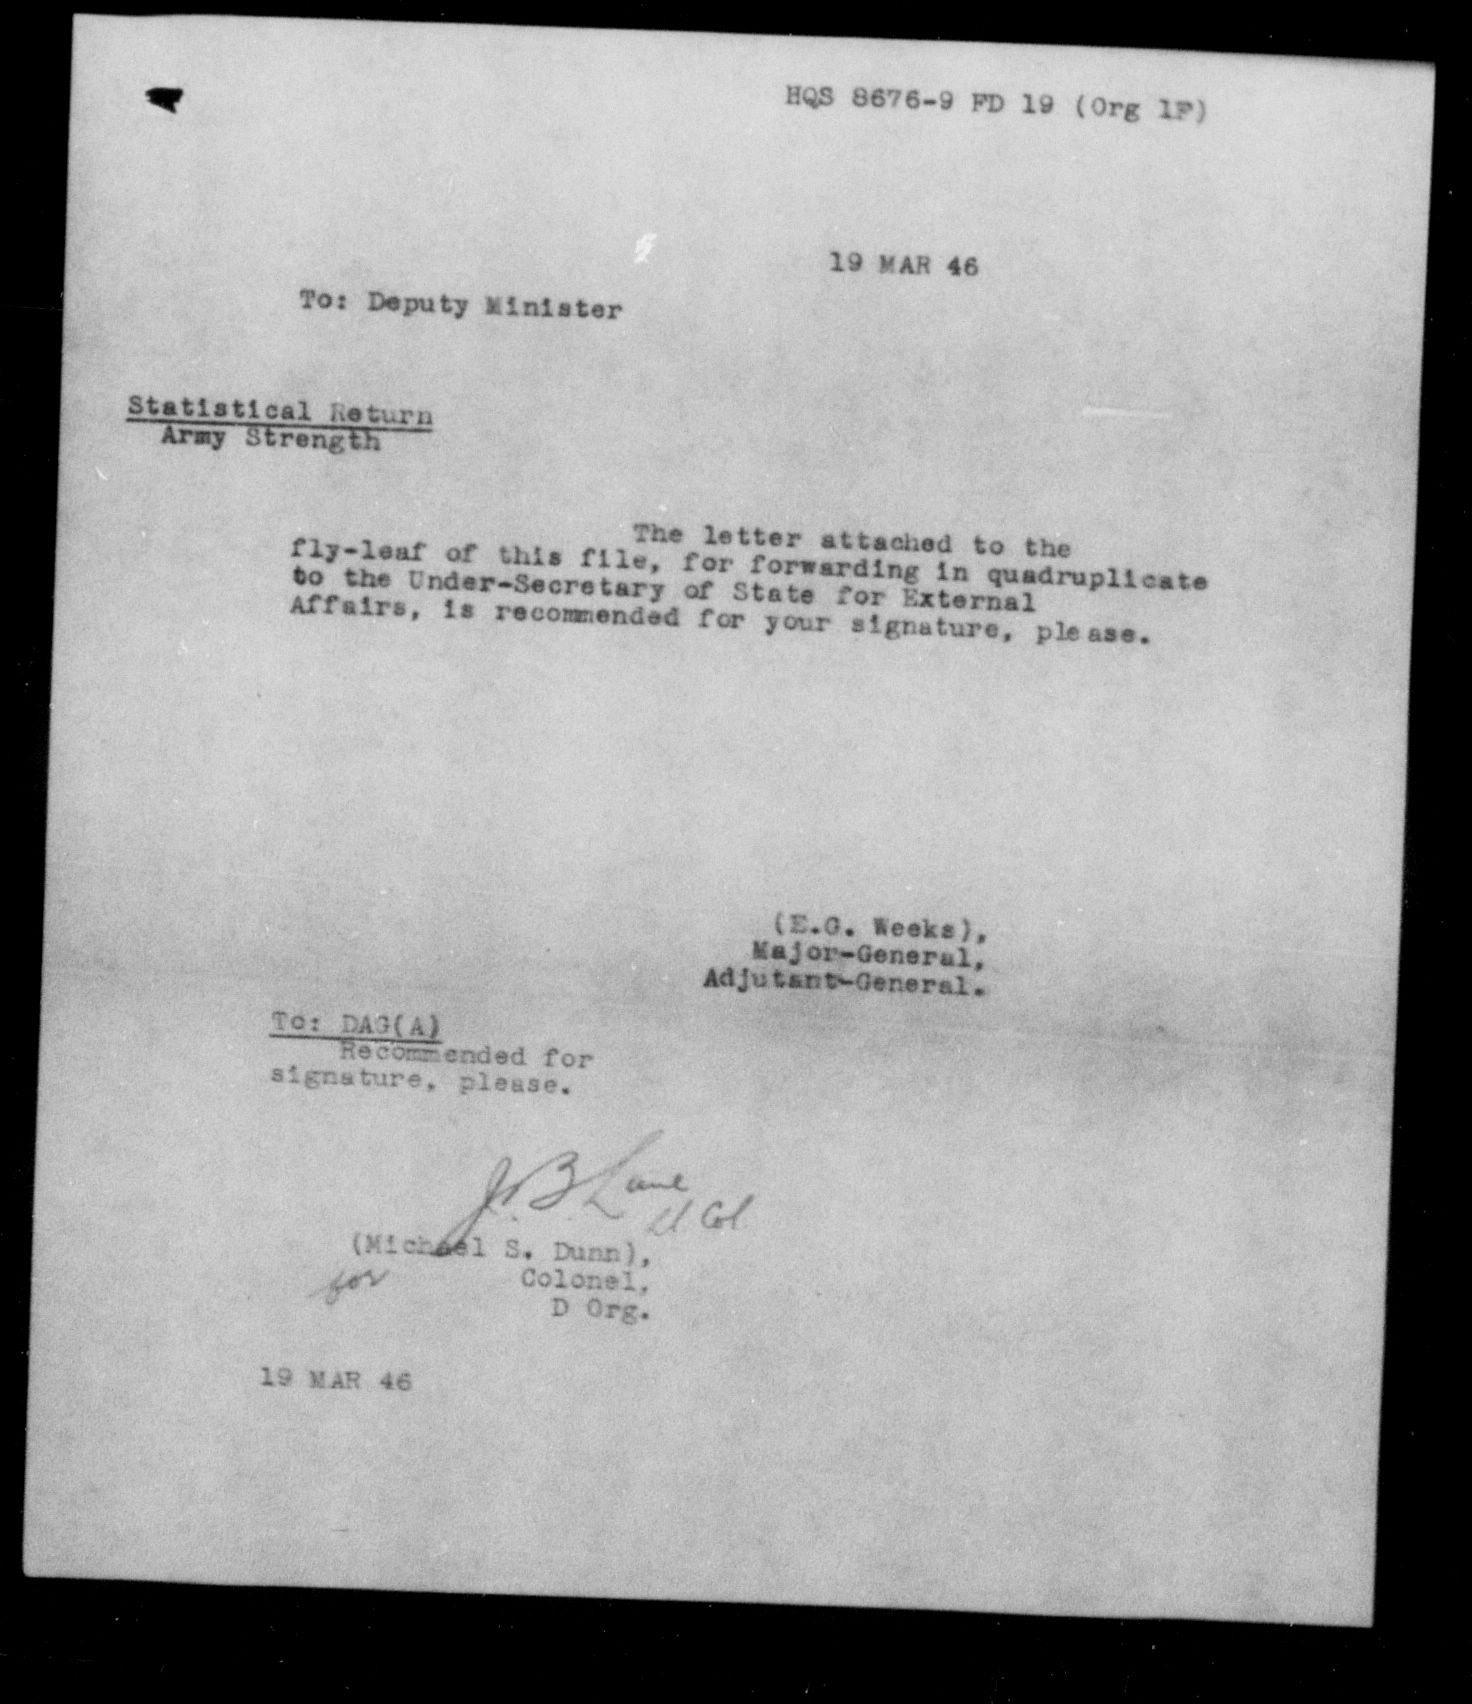 HQS 8676-9 FD 19 (Org 1F)
19 MAR 46
To: Deputy Minister
Statistical Return
Army Strength
The letter attached to the
fly-leaf of this file, for forwarding in quadruplicate
to the Under-Secretary of State for External
Affairs, is recommended for your signature, please.
(E.G. Weeks),
Major-General,
Adjutant-General.
To: DAG(A)
Recommended for
signature, please.
J.B. Lane
Lt Col
(Michael S. Dunn),
for Colonel,
D Org.
19 MAR 46